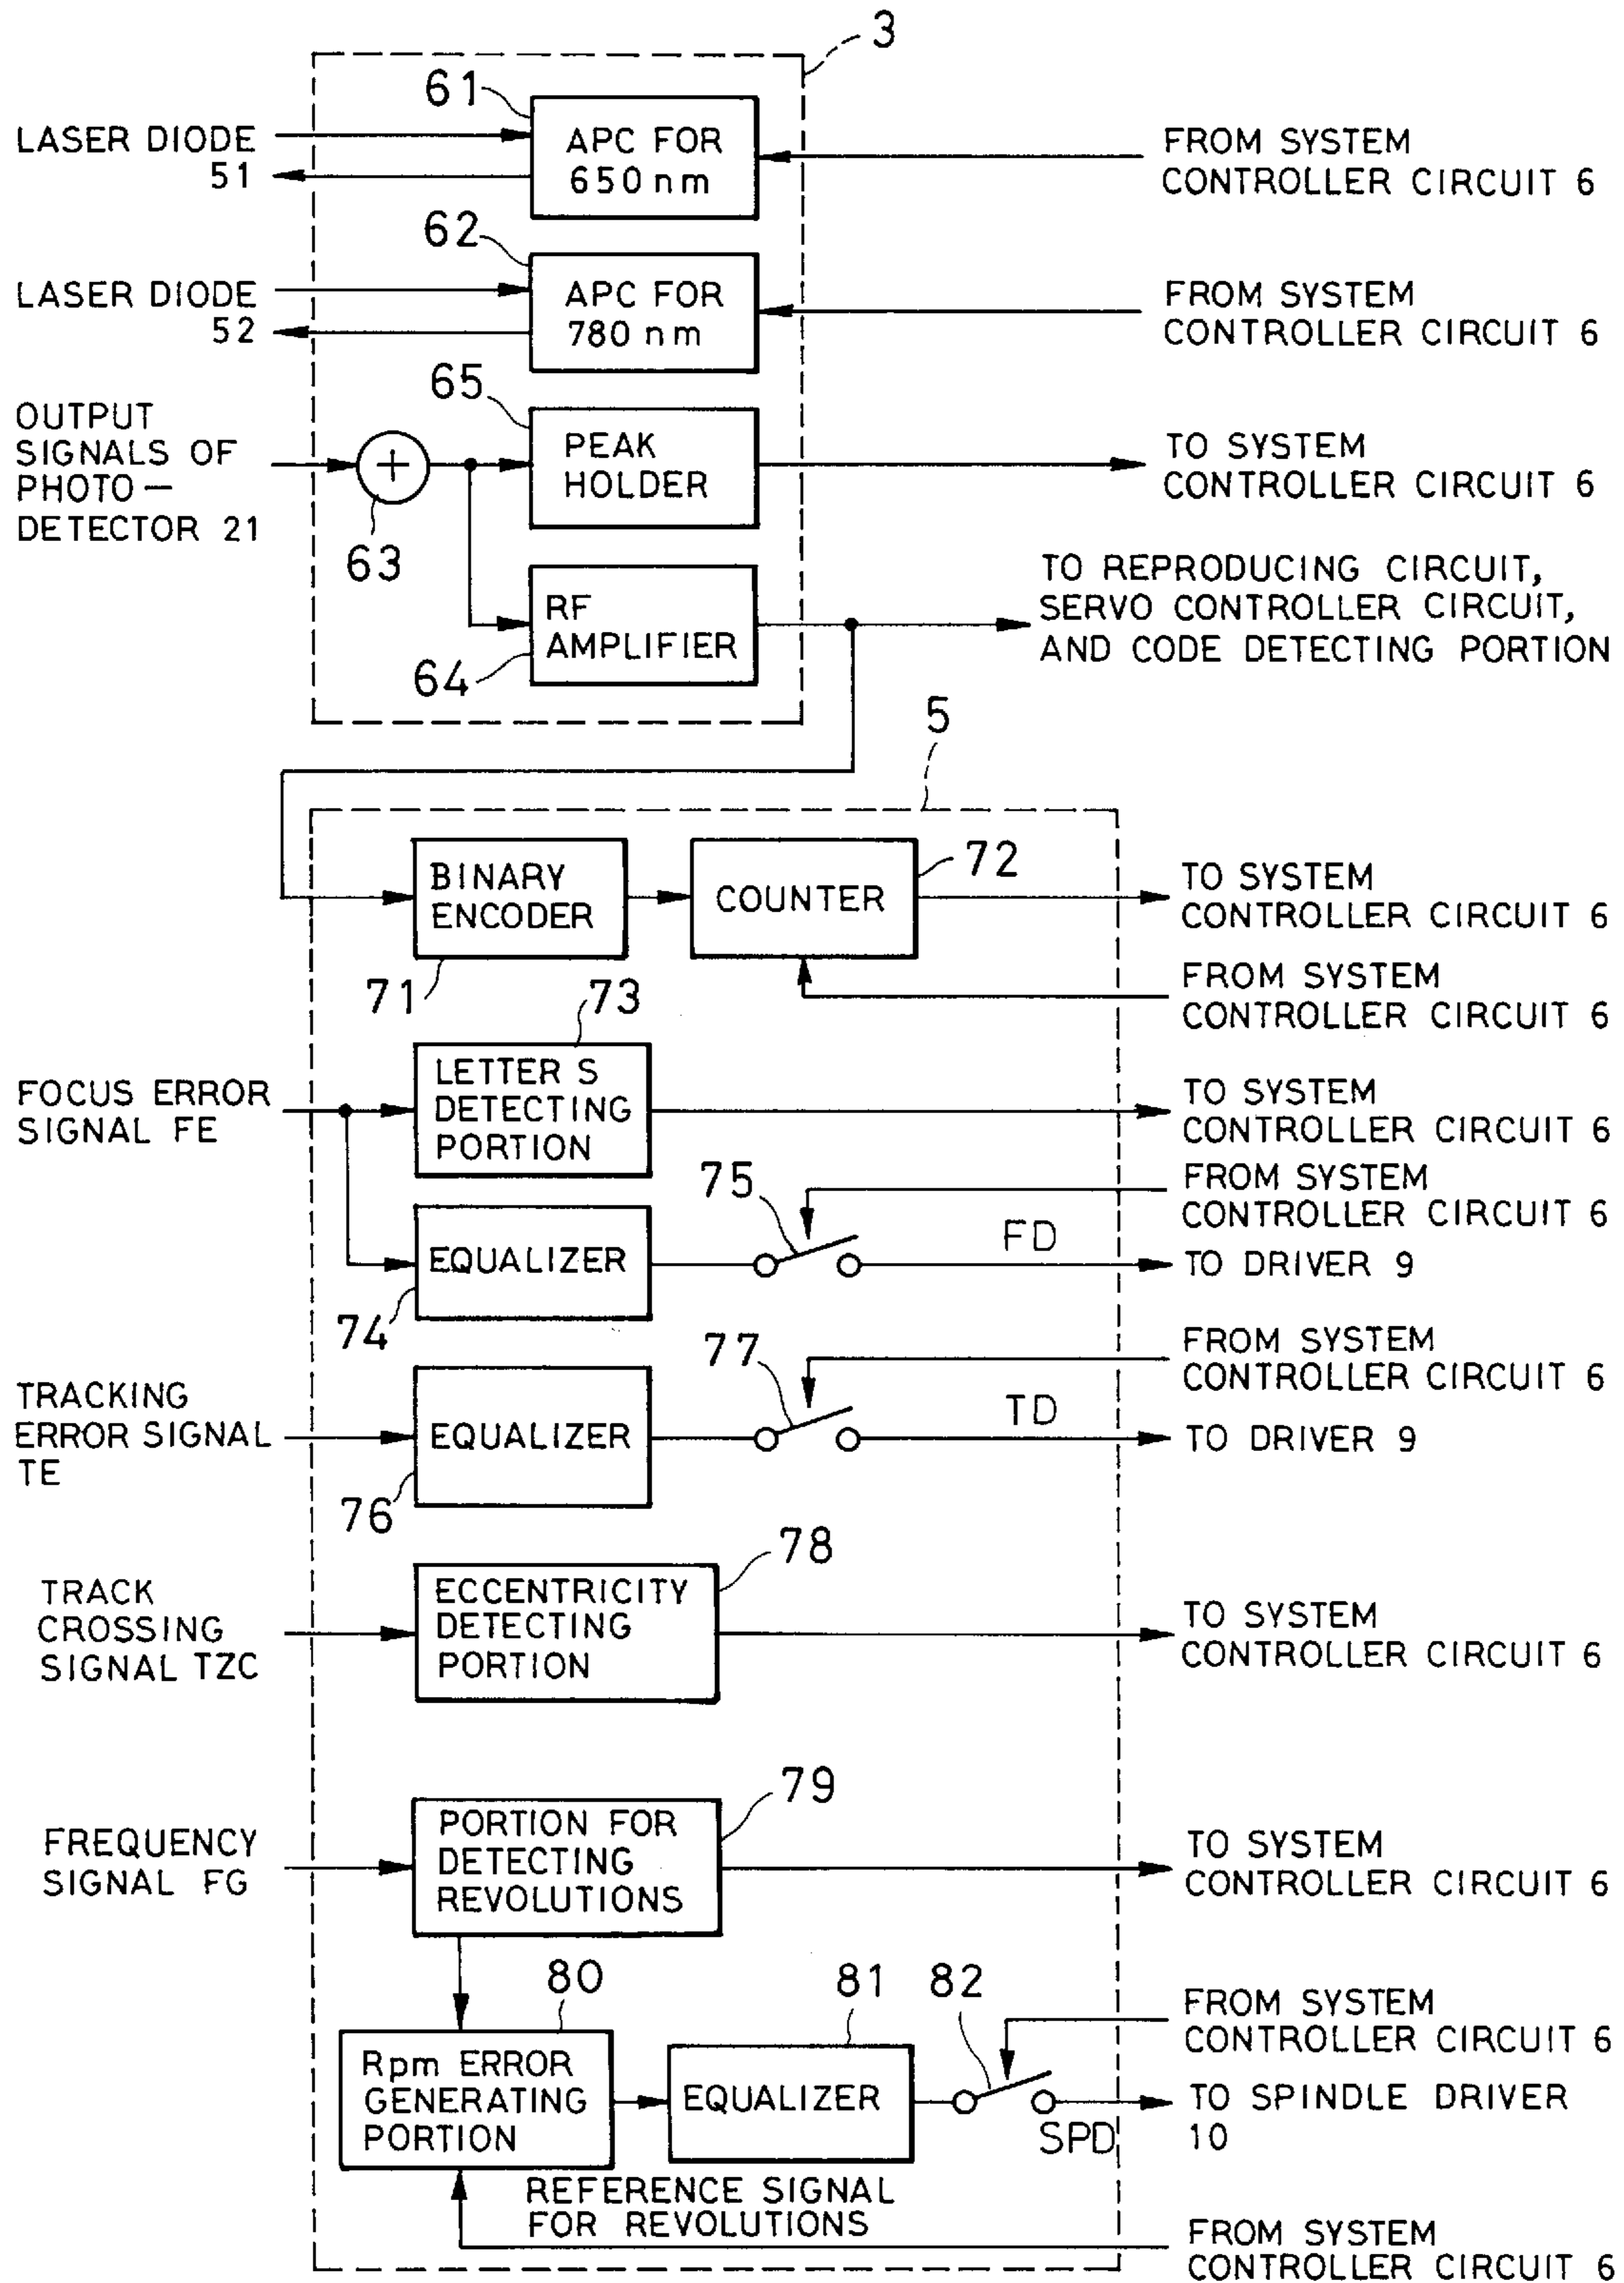 3
61
LASER DIODE
51
APC FOR
650 nm
FROM SYSTEM
CONTROLLER CIRCUIT 6
62
LASER DIODE
52
APC FOR
780 nm
FROM SYSTEM
CONTROLLER CIRCUIT 6
65
OUTPUT
SIGNALS OF
PHOTO—
DETECTOR 21
+
63
PEAK
HOLDER
TO SYSTEM
CONTROLLER CIRCUIT 6
RF
AMPLIFIER
64
TO REPRODUCING CIRCUIT,
SERVO CONTROLLER CIRCUIT,
AND CODE DETECTING PORTION
5
BINARY
ENCODER
71
COUNTER
72
TO SYSTEM
CONTROLLER CIRCUIT 6
FROM SYSTEM
CONTROLLER CIRCUIT 6
73
FOCUS ERROR
SIGNAL FE
LETTER S
DETECTING
PORTION
TO SYSTEM
CONTROLLER CIRCUIT 6
75
FROM SYSTEM
CONTROLLER CIRCUIT 6
EQUALIZER
74
FD
TO DRIVER 9
77
FROM SYSTEM
CONTROLLER CIRCUIT 6
TRACKING
ERROR SIGNAL
TE
EQUALIZER
76
TD
TO DRIVER 9
78
TRACK
CROSSING
SIGNAL TZC
ECCENTRICITY
DETECTING
PORTION
TO SYSTEM
CONTROLLER CIRCUIT 6
79
FREQUENCY
SIGNAL FG
PORTION FOR
DETECTING
REVOLUTIONS
TO SYSTEM
CONTROLLER CIRCUIT 6
80
81
82
FROM SYSTEM
CONTROLLER CIRCUIT 6
Rpm ERROR
GENERATING
PORTION
EQUALIZER
SPD
TO SPINDLE DRIVER
10
REFERENCE SIGNAL
FOR REVOLUTIONS
FROM SYSTEM
CONTROLLER CIRCUIT 6